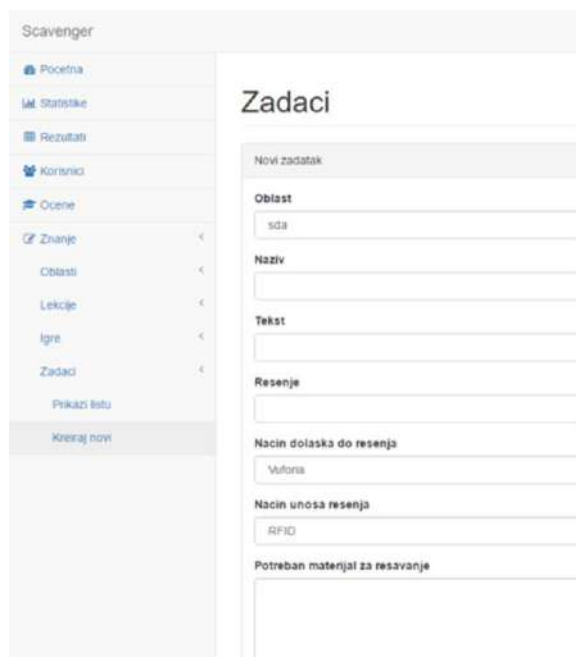 Scavenger
Pocetna
Statistike
Rezultati
Korisnici
Ocene
Znanje
Oblasti
Lekcije
Igre
Zadaci
Prikazi listu
Kreiraj novi
Zadaci
Novi zadatak
Oblast
sda
Naziv
Tekst
Resenje
Nacin dolaska do resenja
Vuforia
Nacin unosa resenja
RFID
Potreban materijal za resavanje